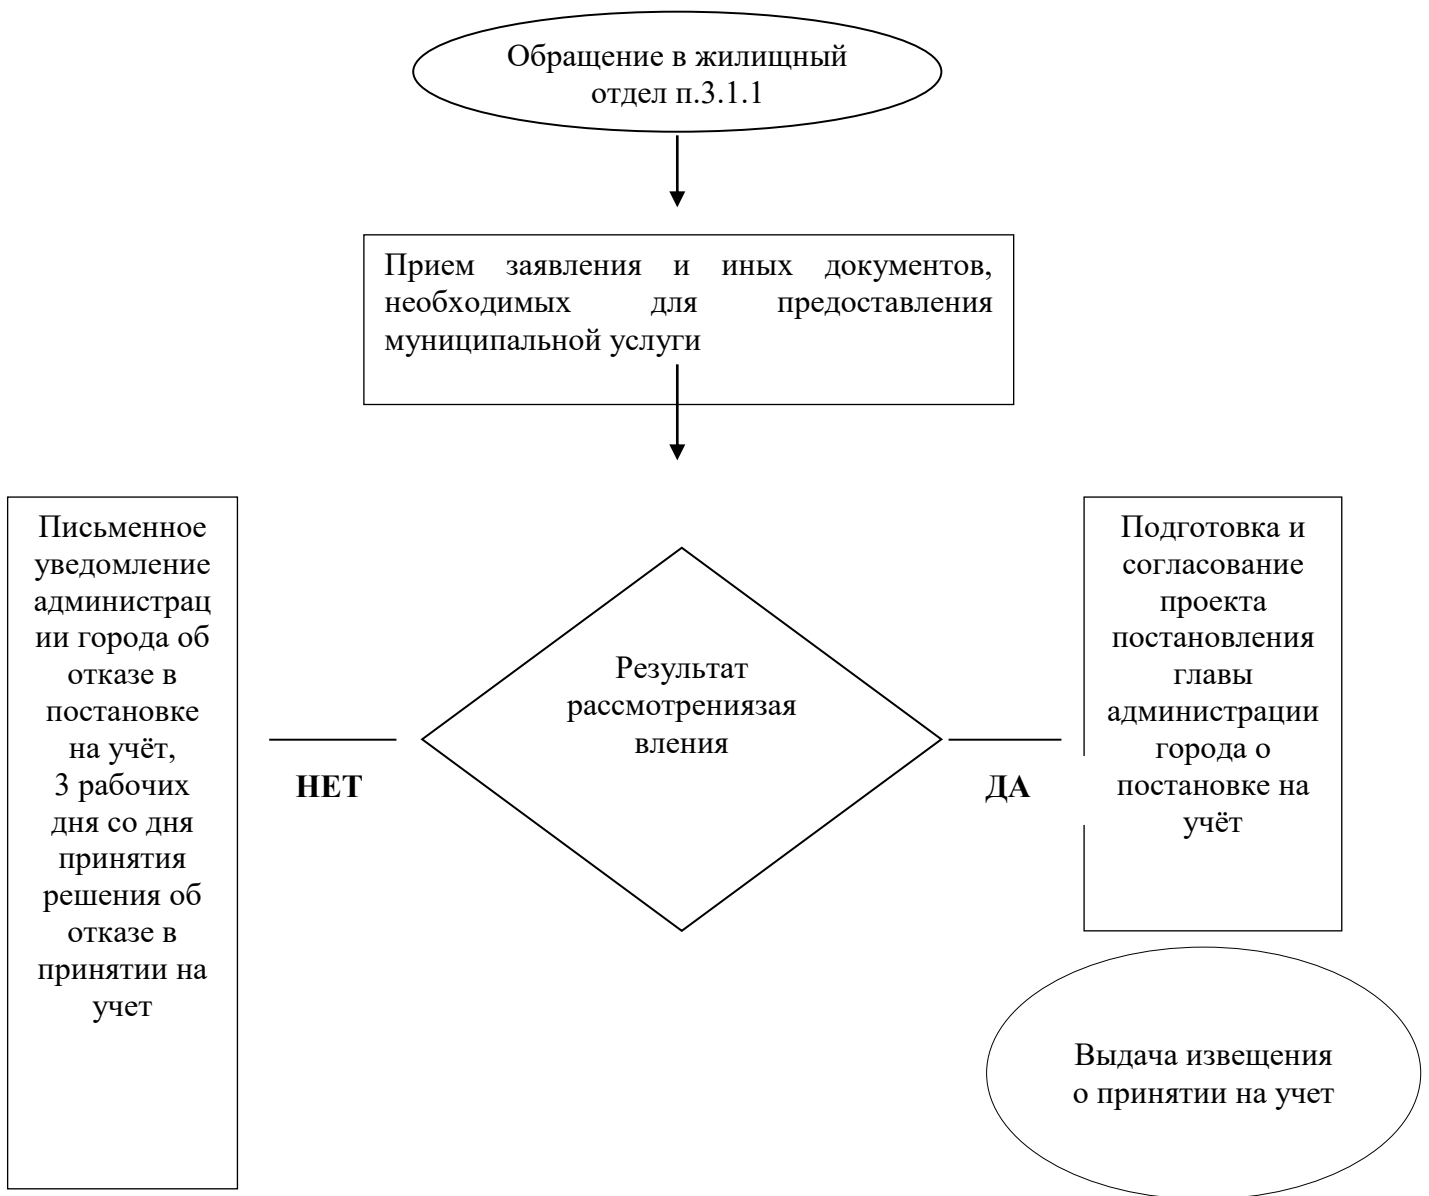 Обращение в жилищный
отдел п.3.1.1
Прием заявления и иных документов,
необходимых для предоставления
муниципальной услуги
Письменное
уведомление
администрац
ии города об
отказе в
постановке
на учёт,
3 рабочих
дня со дня
принятия
решения об
отказе в
принятии на
учет
НЕТ
Результат
рассмотрениязая
вления
ДА
Подготовка и
согласование
проекта
постановления
главы
администрации
города о
постановке на
учёт
Выдача извещения
о принятии на учет